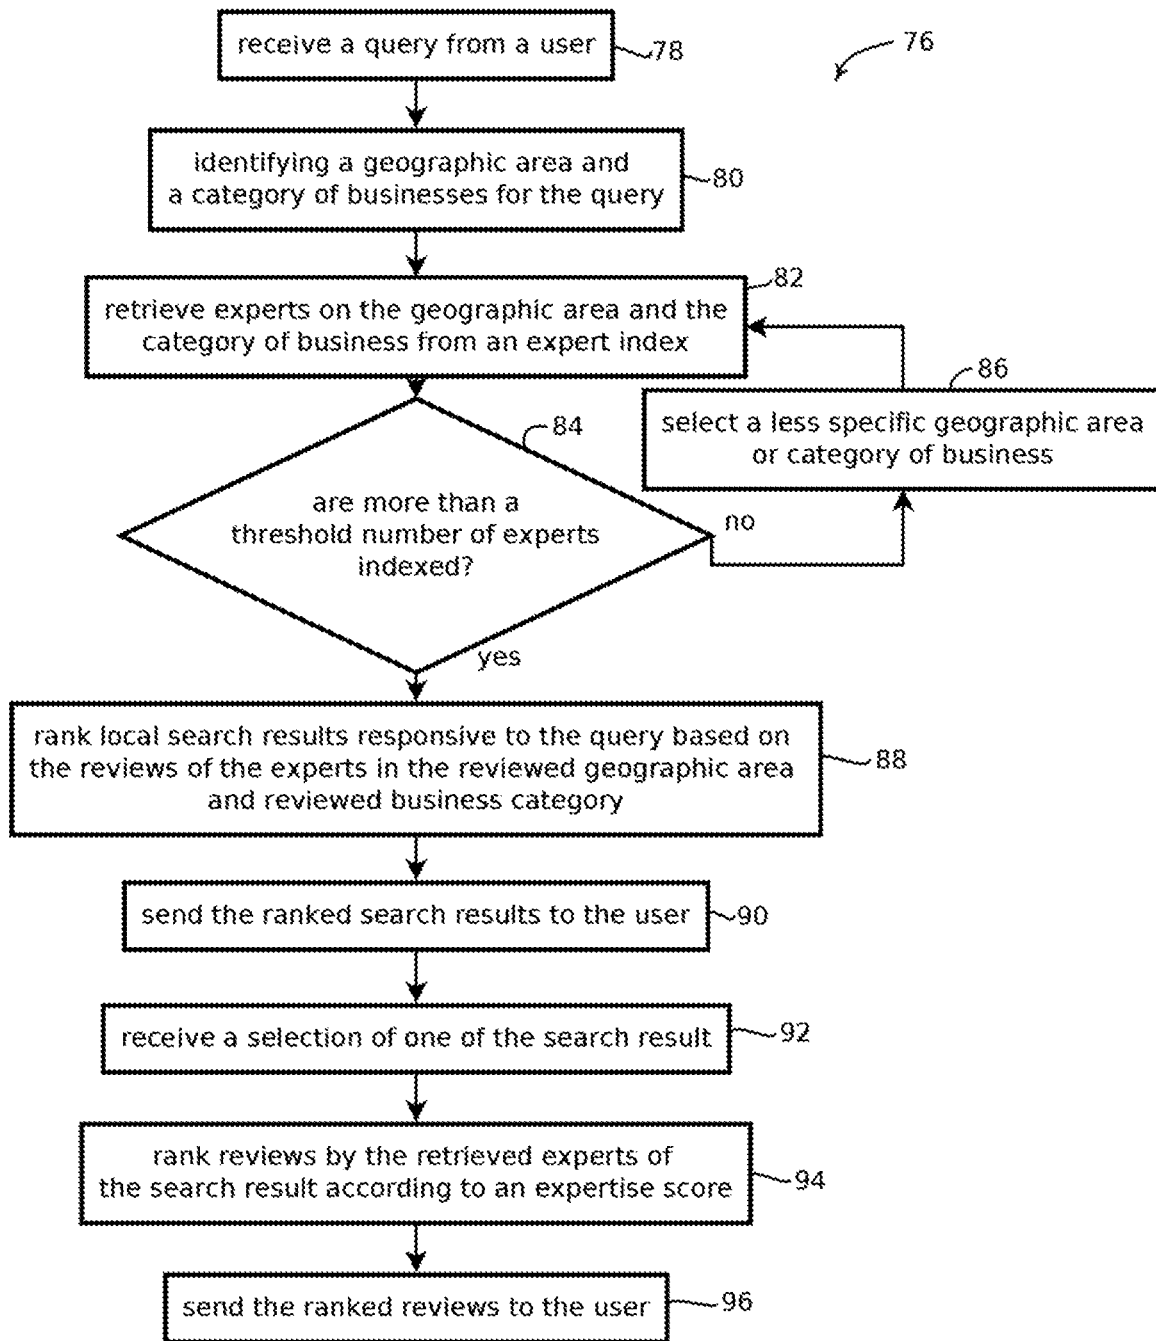 receive a query from a user
78
76
identifying a geographic area and
a category of businesses for the query
80
retrieve experts on the geographic area and the
category of business from an expert index
82
86
select a less specific geographic area
or category of business
84
are more than a
threshold number of experts
indexed?
no
yes
rank local search results responsive to the query based on
the reviews of the experts in the reviewed geographic area
and reviewed business category
88
send the ranked search results to the user
90
receive a selection of one of the search result
92
rank reviews by the retrieved experts of
the search result according to an expertise score
94
send the ranked reviews to the user
96